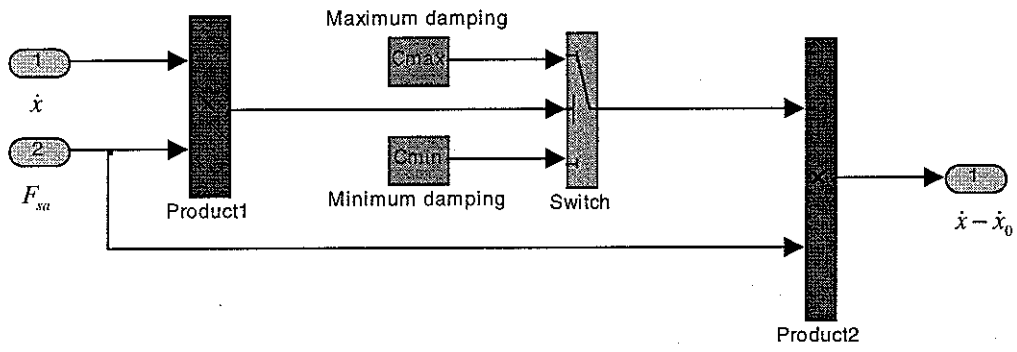 Maximum damping
1
Cmax
ẋ
2
Cmin
F_sa
Product1
Minimum damping
Switch
×
1
ẋ − ẋ₀
Product2